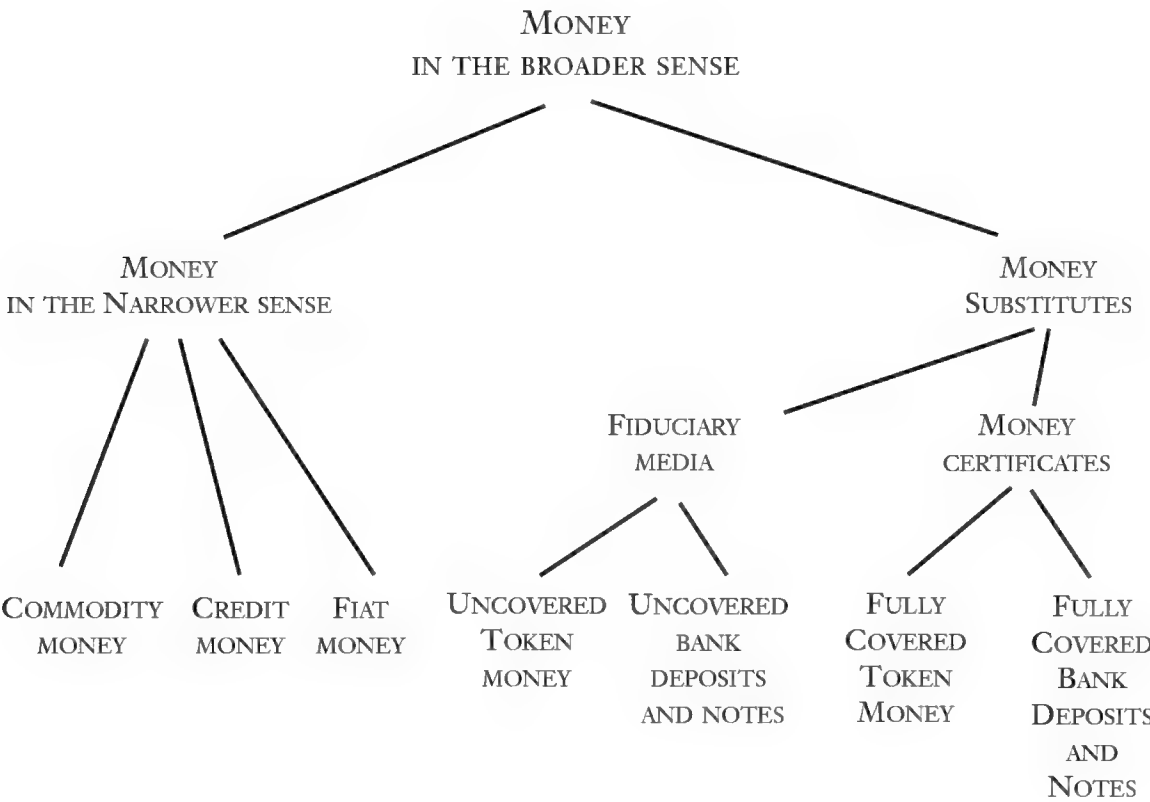 Money
in the broader sense
Money
in the Narrower sense
Money
Substitutes
Fiduciary
media
Money
certificates
Commodity
money
Credit
money
Fiat
money
Uncovered
Token
money
Uncovered
bank
deposits
and notes
Fully
Covered
Token
Money
Fully
Covered
Bank
Deposits
and
Notes